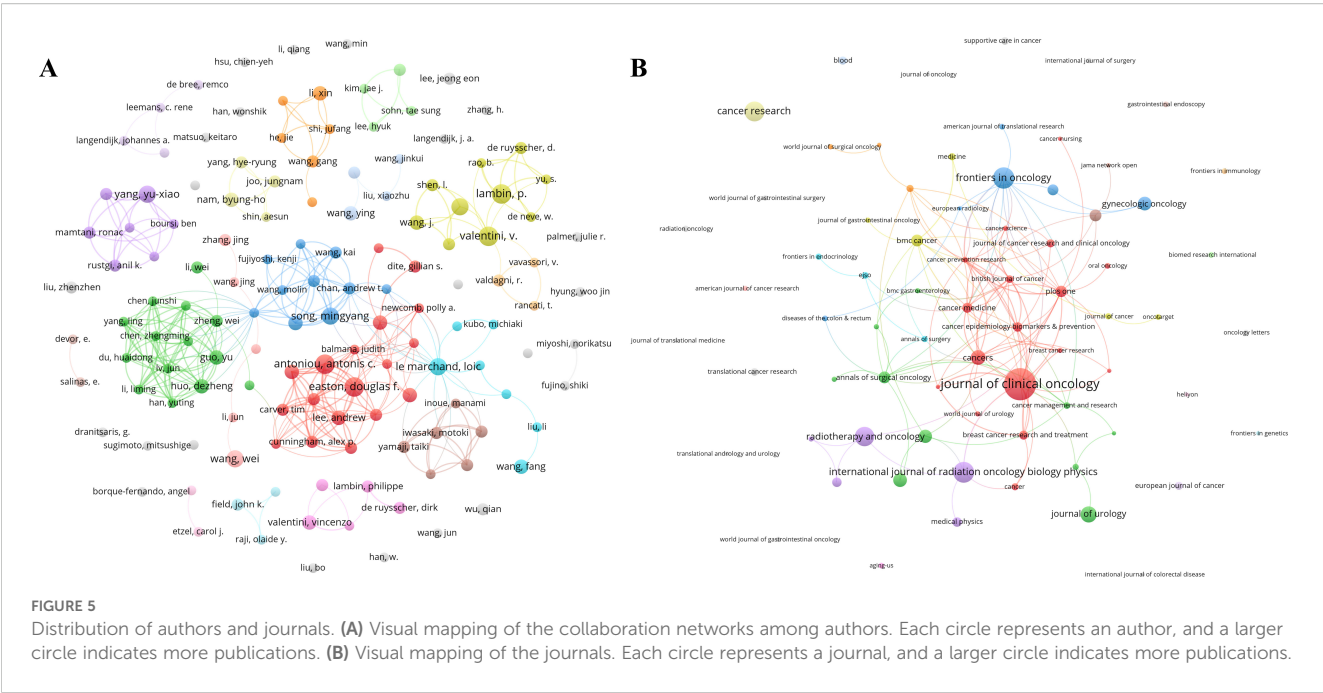 A
wang, min
li, qiang
hsu, chien-yeh
de bree, remco
li, xin
kim, jae j.
lee, jeong eon
leemans, c. rene
han, wonshik
sohn, tae sung
zhang, h.
langendijk, johannes a.
matsuo, keitaro
he, jie
shi, jufang
lee, hyuk
langendijk, j. a.
de ruysscher, d.
yang, hye-ryung
wang, gang
wang, jinkui
rao, b.
joo, jungnam
yu, s.
yang, yu-xiao
nam, byung-ho
liu, xiaozhu
shen, l.
lambin, p.
boursi, ben
shin, aesun
wang, ying
wang, j.
de neve, w.
mamtani, ronac
zhang, jing
valentini, v.
palmer, julie r.
rustgi, anil k.
li, wei
fujiyoshi, kenji
wang, kai
dite, gillian s.
vavassori, v.
valdagni, r.
liu, zhenzhen
wang, jing
wang, molin
chan, andrew t.
hyung, woo jin
chen, junshi
newcomb, polly a.
rancati, t.
yang, ling
zheng, wei
song, mingyang
kubo, michiaki
devor, e.
chen, zhengming
balmana, judith
miyoshi, norikatsu
du, huaidong
guo, yu
antoniou, antonis c.
le marchand, loic
lv, jun
salinas, e.
li, liming
huo, dezheng
easton, douglas f.
fujino, shiki
han, yuting
li, jun
carver, tim
lee, andrew
inoue, manami
dranitsaris, g.
iwasaki, motoki
liu, li
sugimoto, mitsushige
cunningham, alex p.
yamaji, taiki
wang, wei
wang, fang
borque-fernando, angel
lambin, philippe
field, john k.
de ruysscher, dirk
wu, qian
etzel, carol j.
valentini, vincenzo
raji, olaide y.
wang, jun
han, w.
liu, bo
B
supportive care in cancer
blood
international journal of surgery
journal of oncology
cancer research
gastrointestinal endoscopy
american journal of translational research
cancer nursing
world journal of surgical oncology
medicine
jama network open
frontiers in immunology
frontiers in oncology
world journal of gastrointestinal surgery
european radiology
gynecologic oncology
journal of gastrointestinal oncology
radiation oncology
cancer science
bmc cancer
journal of cancer research and clinical oncology
frontiers in endocrinology
cancer prevention research
biomed research international
oral oncology
ejso
british journal of cancer
american journal of cancer research
bmc gastroenterology
plos one
cancer medicine
diseases of the colon & rectum
journal of cancer
oncotarget
cancer epidemiology biomarkers & prevention
oncology letters
journal of translational medicine
annals of surgery
breast cancer research
cancers
translational cancer research
annals of surgical oncology
journal of clinical oncology
heliyon
cancer management and research
world journal of urology
radiotherapy and oncology
breast cancer research and treatment
frontiers in genetics
translational andrology and urology
international journal of radiation oncology biology physics
cancer
european journal of cancer
journal of urology
medical physics
world journal of gastrointestinal oncology
aging-us
international journal of colorectal disease
FIGURE 5
Distribution of authors and journals. (A) Visual mapping of the collaboration networks among authors. Each circle represents an author, and a larger
circle indicates more publications. (B) Visual mapping of the journals. Each circle represents a journal, and a larger circle indicates more publications.